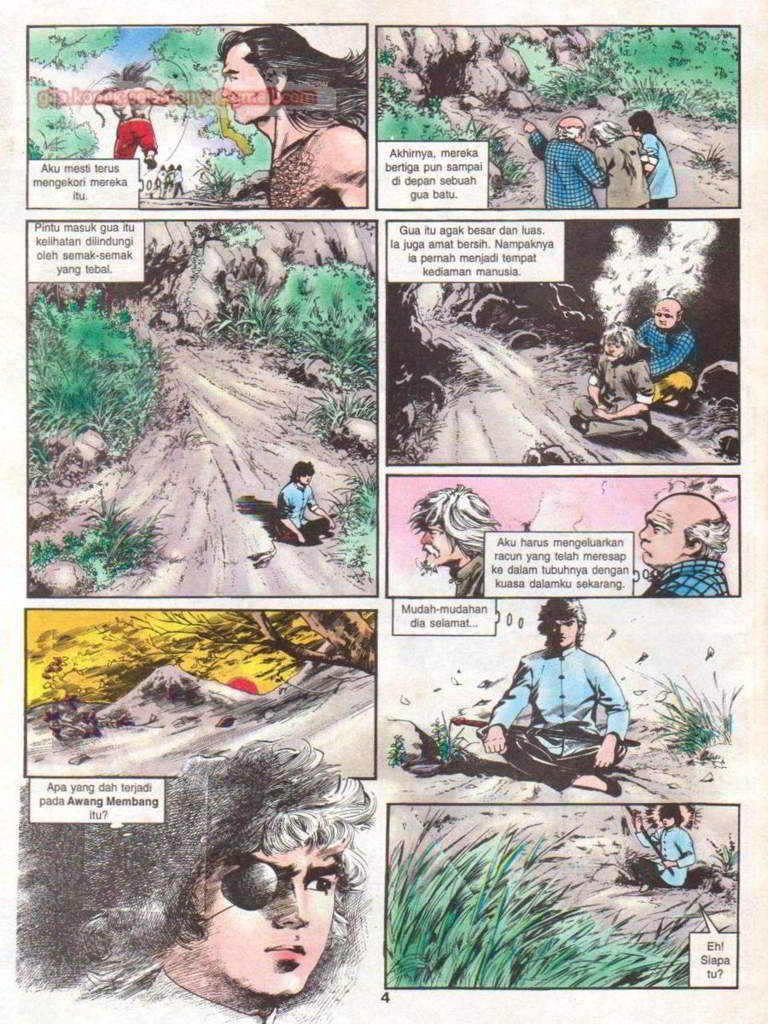 Aku mesti terus
mengekori mereka
itu.
Akhirnya, mereka
bertiga pun sampai
di depan sebuah
gua batu.
Pintu masuk gua itu
kelihatan dilindungi
oleh semak-semak
yang tebal.
Gua itu agak besar dan luas.
Ia juga amat bersih. Nampaknya
ia pernah menjadi tempat
kediaman manusia.
Aku harus mengeluarkan
racun yang telah meresap
ke dalam tubuhnya dengan
kuasa dalamku sekarang.
Mudah-mudahan
dia selamat...
Apa yang dah terjadi
pada Awang Membang
itu?
Eh!
Siapa
tu?
4